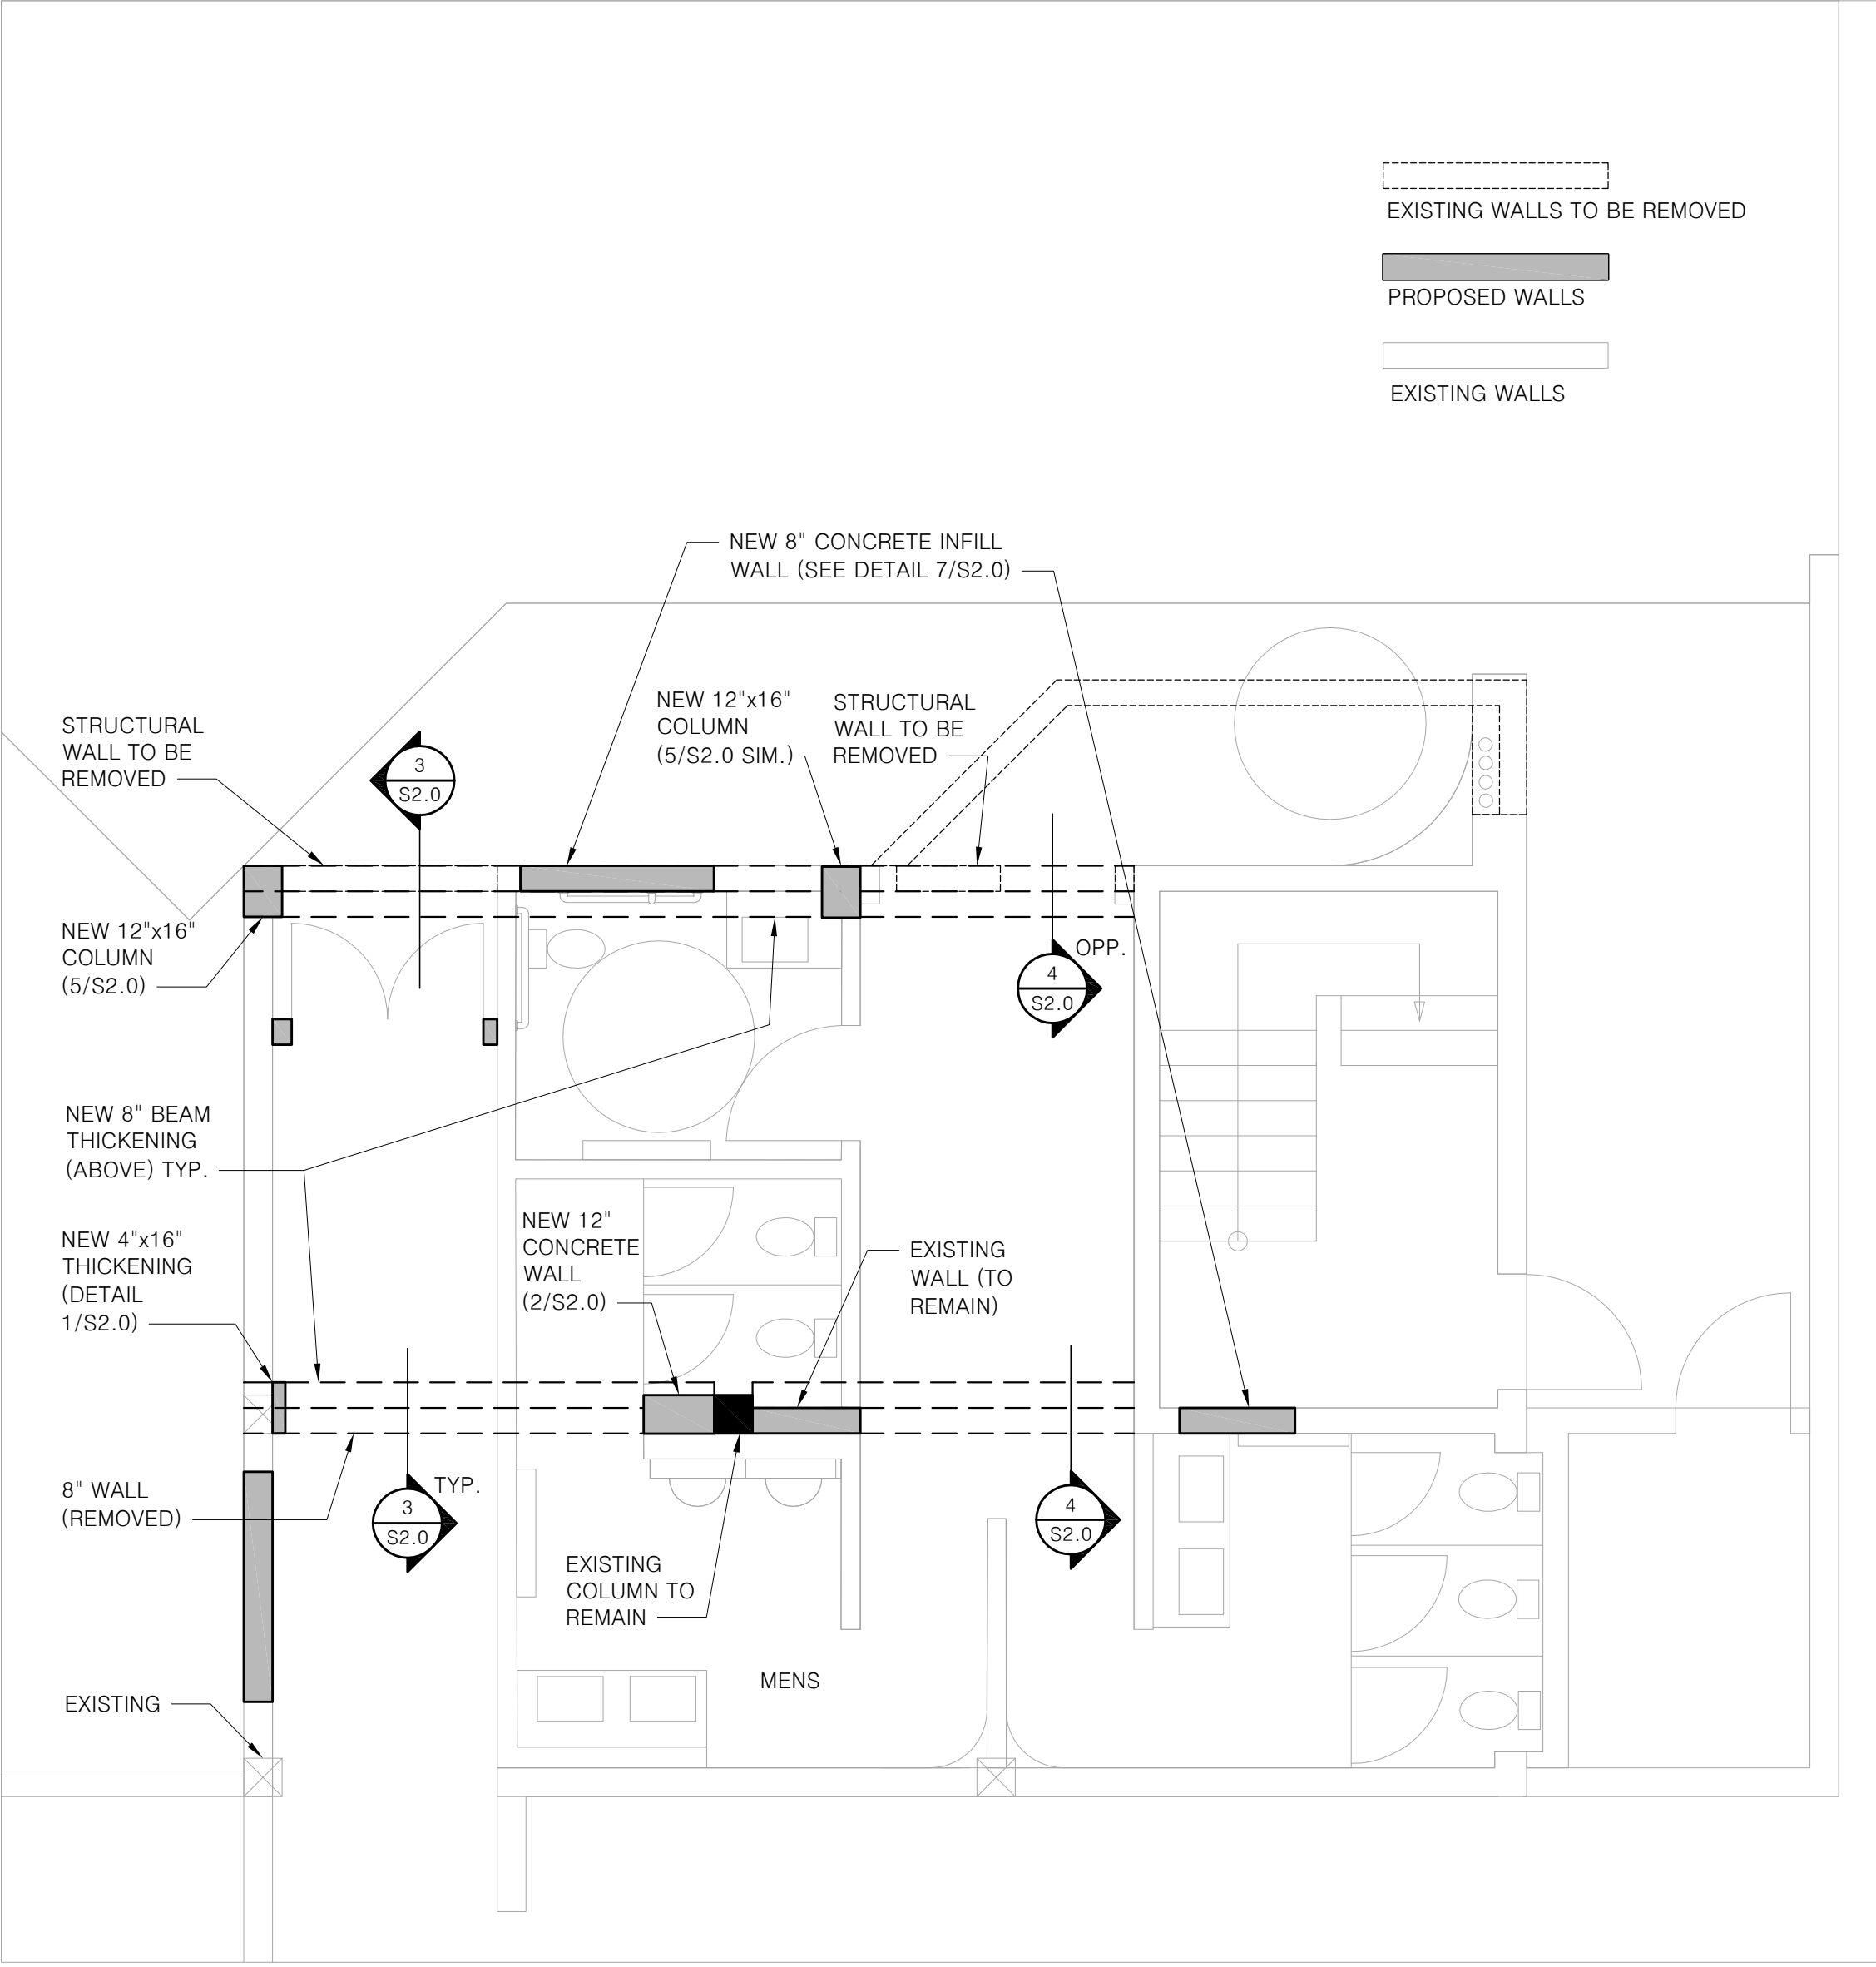 EXISTING WALLS TO BE REMOVED
PROPOSED WALLS
EXISTING WALLS
NEW 8" CONCRETE INFILL
WALL (SEE DETAIL 7/S2.0)
STRUCTURAL
WALL TO BE
REMOVED
3
S2.0
NEW 12"x16"
COLUMN
(5/S2.0 SIM.)
STRUCTURAL
WALL TO BE
REMOVED
NEW 12"x16"
COLUMN
(5/S2.0)
OPP.
4
S2.0
NEW 8" BEAM
THICKENING
(ABOVE) TYP.
NEW 4"x16"
THICKENING
(DETAIL
1/S2.0)
NEW 12"
CONCRETE
WALL
(2/S2.0)
EXISTING
WALL (TO
REMAIN)
8" WALL
(REMOVED)
TYP.
3
S2.0
4
S2.0
EXISTING
COLUMN TO
REMAIN
MENS
EXISTING